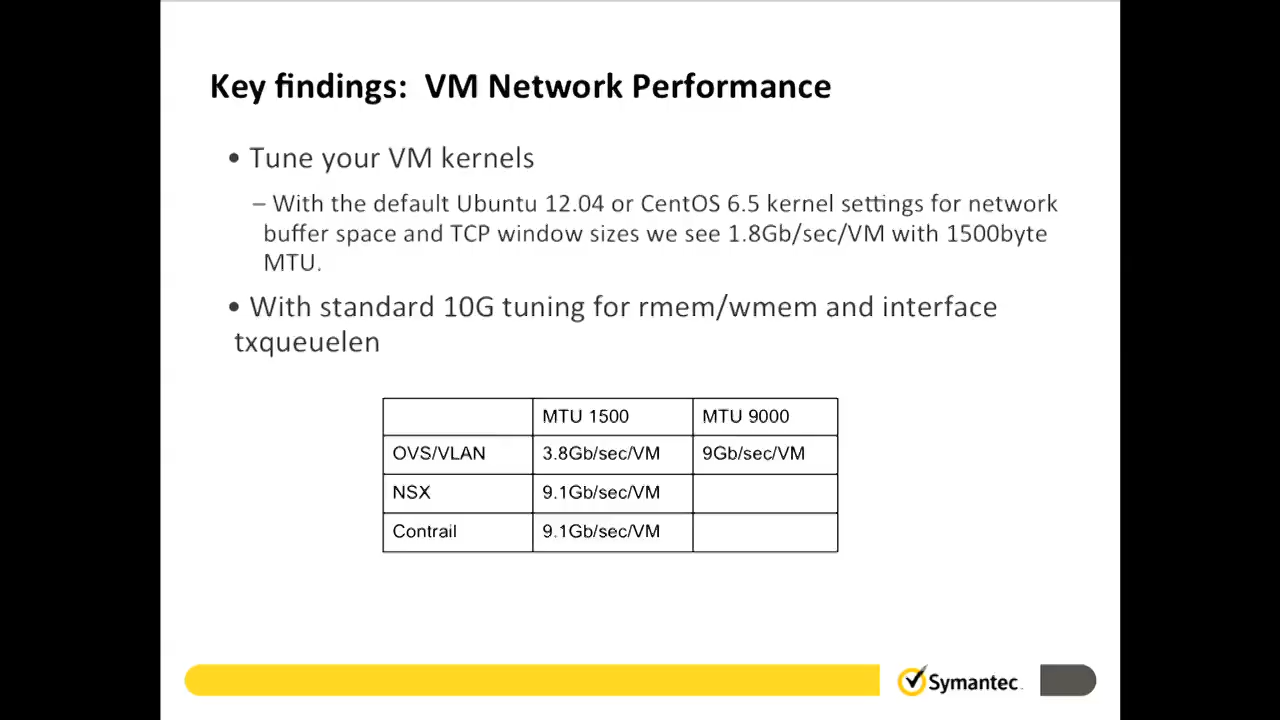 Key findings:  VM Network Performance
• Tune your VM kernels
– With the default Ubuntu 12.04 or CentOS 6.5 kernel settings for network
buffer space and TCP window sizes we see 1.8Gb/sec/VM with 1500byte
MTU.
• With standard 10G tuning for rmem/wmem and interface
txqueuelen
MTU 1500 MTU 9000
OVS/VLAN 3.8Gb/sec/VM 9Gb/sec/VM
NSX 9.1Gb/sec/VM
Contrail 9.1Gb/sec/VM
Symantec.